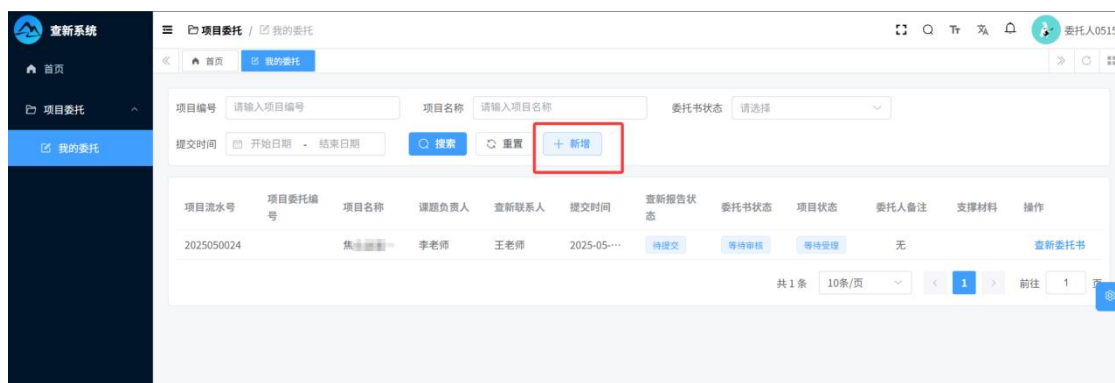 查新系统
项目委托 / 我的委托
委托人0515
首页
首页
我的委托
项目委托
我的委托
项目编号 请输入项目编号 项目名称 请输入项目名称 委托书状态 请选择
提交时间 开始日期 - 结束日期 搜索 重置 + 新增
项目流水号 项目委托编号 项目名称 课题负责人 查新联系人 提交时间 查新报告状态 委托书状态 项目状态 委托人备注 支撑材料 操作
2025050024 焦 李老师 王老师 2025-05-… 待提交 等待审核 等待受理 无 查新委托书
共 1 条 10条/页 1 前往 1 页